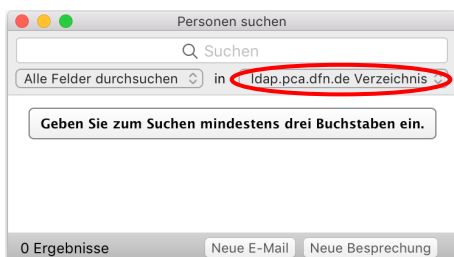 Personen suchen
Suchen
Alle Felder durchsuchen in ldap.pca.dfn.de Verzeichnis
Geben Sie zum Suchen mindestens drei Buchstaben ein.
0 Ergebnisse Neue E-Mail Neue Besprechung